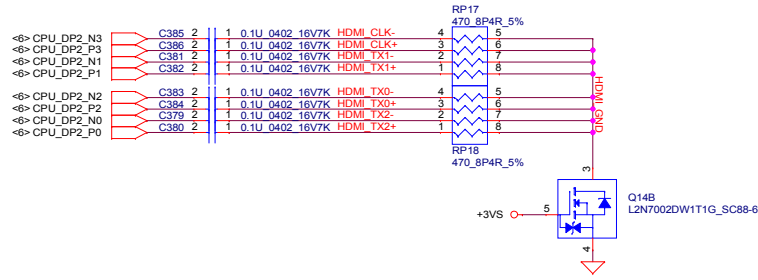 RP17
470_8P4R_5%
<6> CPU_DP2_N3 C385 2 1 0.1U_0402_16V7K HDMI_CLK- 4 5
<6> CPU_DP2_P3 C386 2 1 0.1U_0402_16V7K HDMI_CLK+ 3 6
<6> CPU_DP2_N1 C381 2 1 0.1U_0402_16V7K HDMI_TX1- 2 7
<6> CPU_DP2_P1 C382 2 1 0.1U_0402_16V7K HDMI_TX1+ 1 8
<6> CPU_DP2_N2 C383 2 1 0.1U_0402_16V7K HDMI_TX0- 4 5
<6> CPU_DP2_P2 C384 2 1 0.1U_0402_16V7K HDMI_TX0+ 3 6
<6> CPU_DP2_N0 C379 2 1 0.1U_0402_16V7K HDMI_TX2- 2 7
<6> CPU_DP2_P0 C380 2 1 0.1U_0402_16V7K HDMI_TX2+ 1 8
HDMI_GND
RP18
470_8P4R_5%
3
Q14B
L2N7002DW1T1G_SC88-6
+3VS 5
4